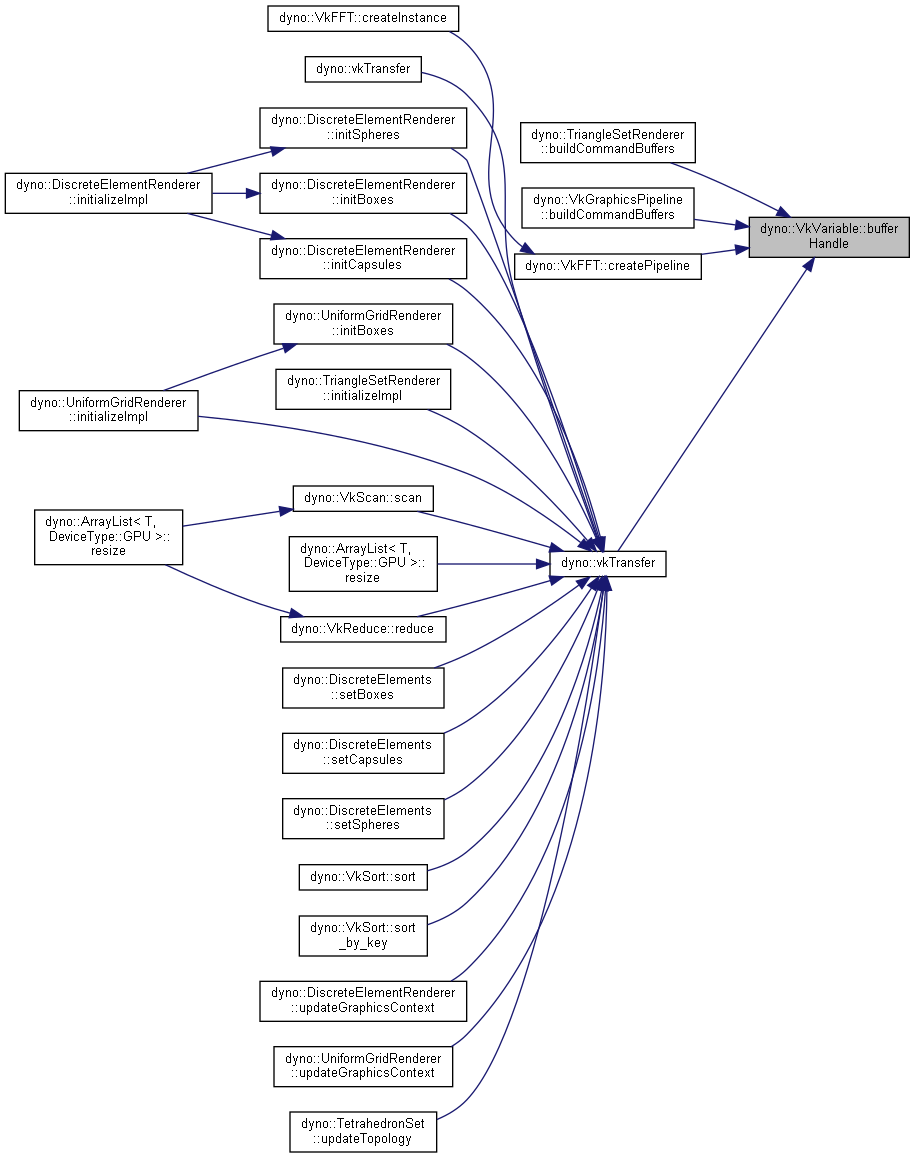 dyno::VkFFT::createInstance
dyno::vkTransfer
dyno::DiscreteElementRenderer
::initSpheres
dyno::TriangleSetRenderer
::buildCommandBuffers
dyno::DiscreteElementRenderer
::initializeImpl
dyno::DiscreteElementRenderer
::initBoxes
dyno::VkGraphicsPipeline
::buildCommandBuffers
dyno::VkVariable::buffer
Handle
dyno::DiscreteElementRenderer
::initCapsules
dyno::VkFFT::createPipeline
dyno::UniformGridRenderer
::initBoxes
dyno::TriangleSetRenderer
::initializeImpl
dyno::UniformGridRenderer
::initializeImpl
dyno::VkScan::scan
dyno::ArrayList< T,
DeviceType::GPU >::
resize
dyno::ArrayList< T,
DeviceType::GPU >::
resize
dyno::vkTransfer
dyno::VkReduce::reduce
dyno::DiscreteElements
::setBoxes
dyno::DiscreteElements
::setCapsules
dyno::DiscreteElements
::setSpheres
dyno::VkSort::sort
dyno::VkSort::sort
_by_key
dyno::DiscreteElementRenderer
::updateGraphicsContext
dyno::UniformGridRenderer
::updateGraphicsContext
dyno::TetrahedronSet
::updateTopology